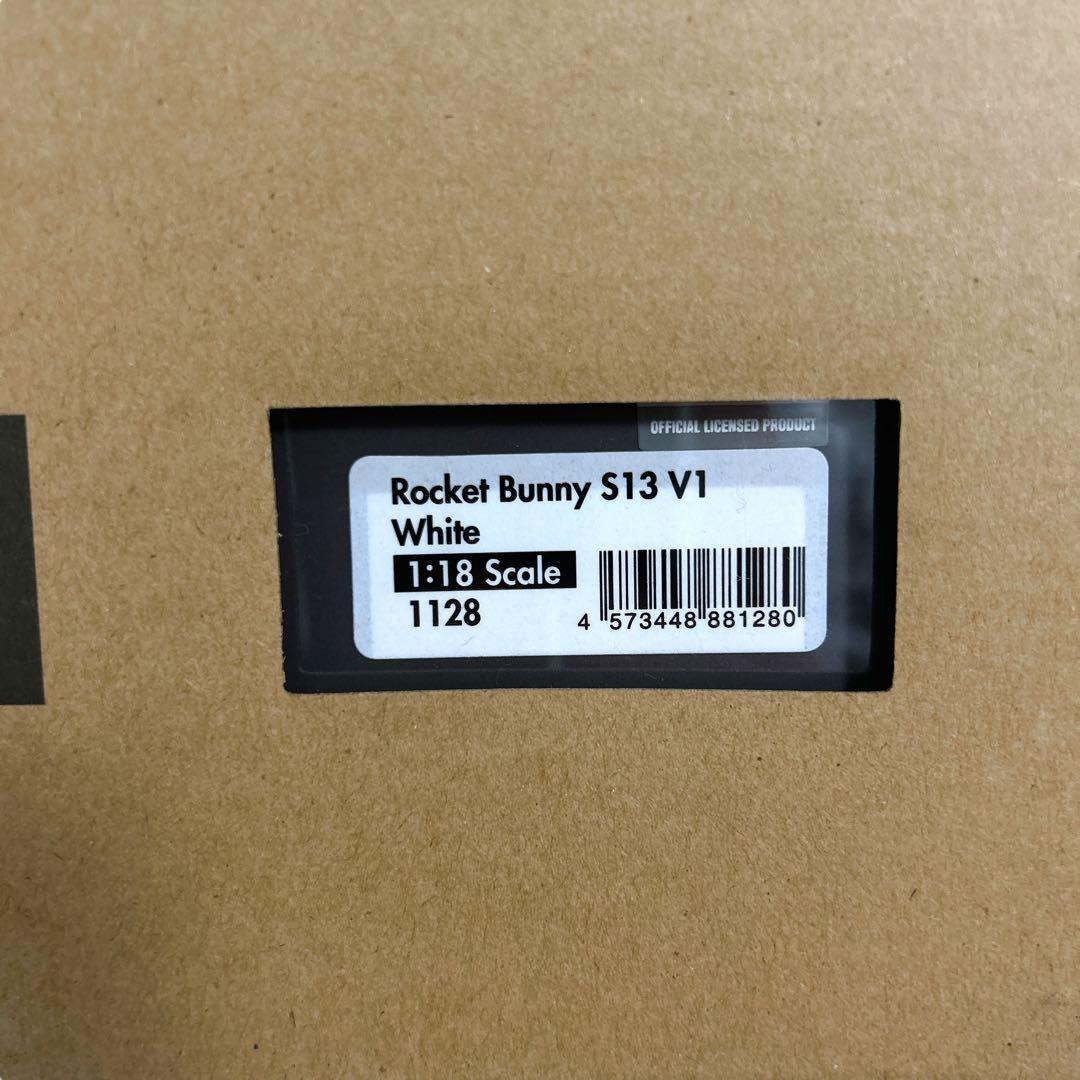 OFFICIAL LICENSED PRODUCT
Rocket Bunny S13 V1
White
1:18 Scale
1128
4 573448 881280